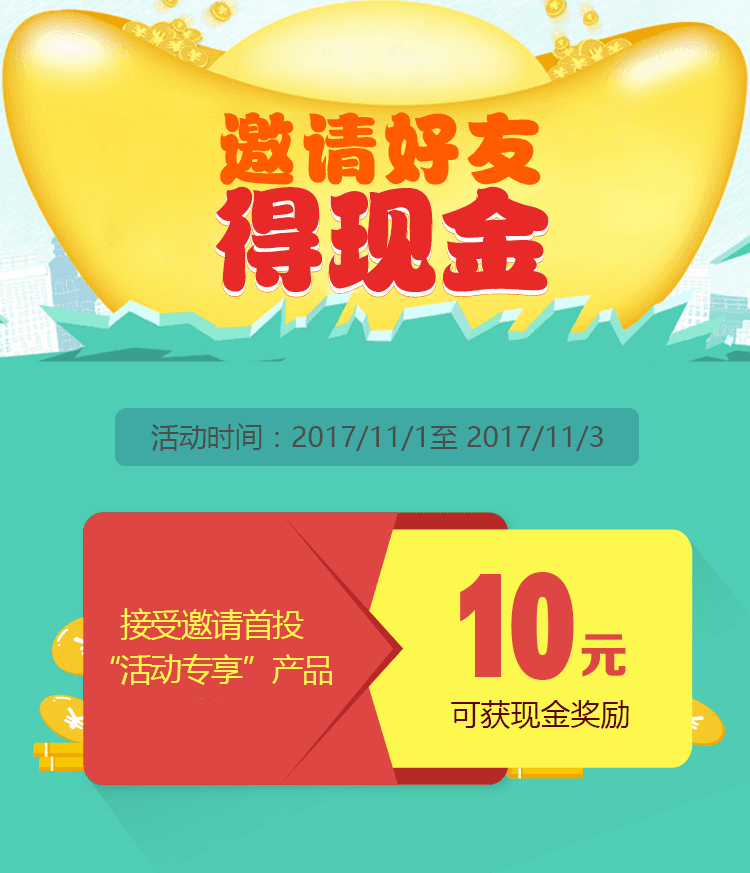 邀请好友
得现金
活动时间：2017/11/1至 2017/11/3
接受邀请首投
“活动专享”产品
10元
可获现金奖励